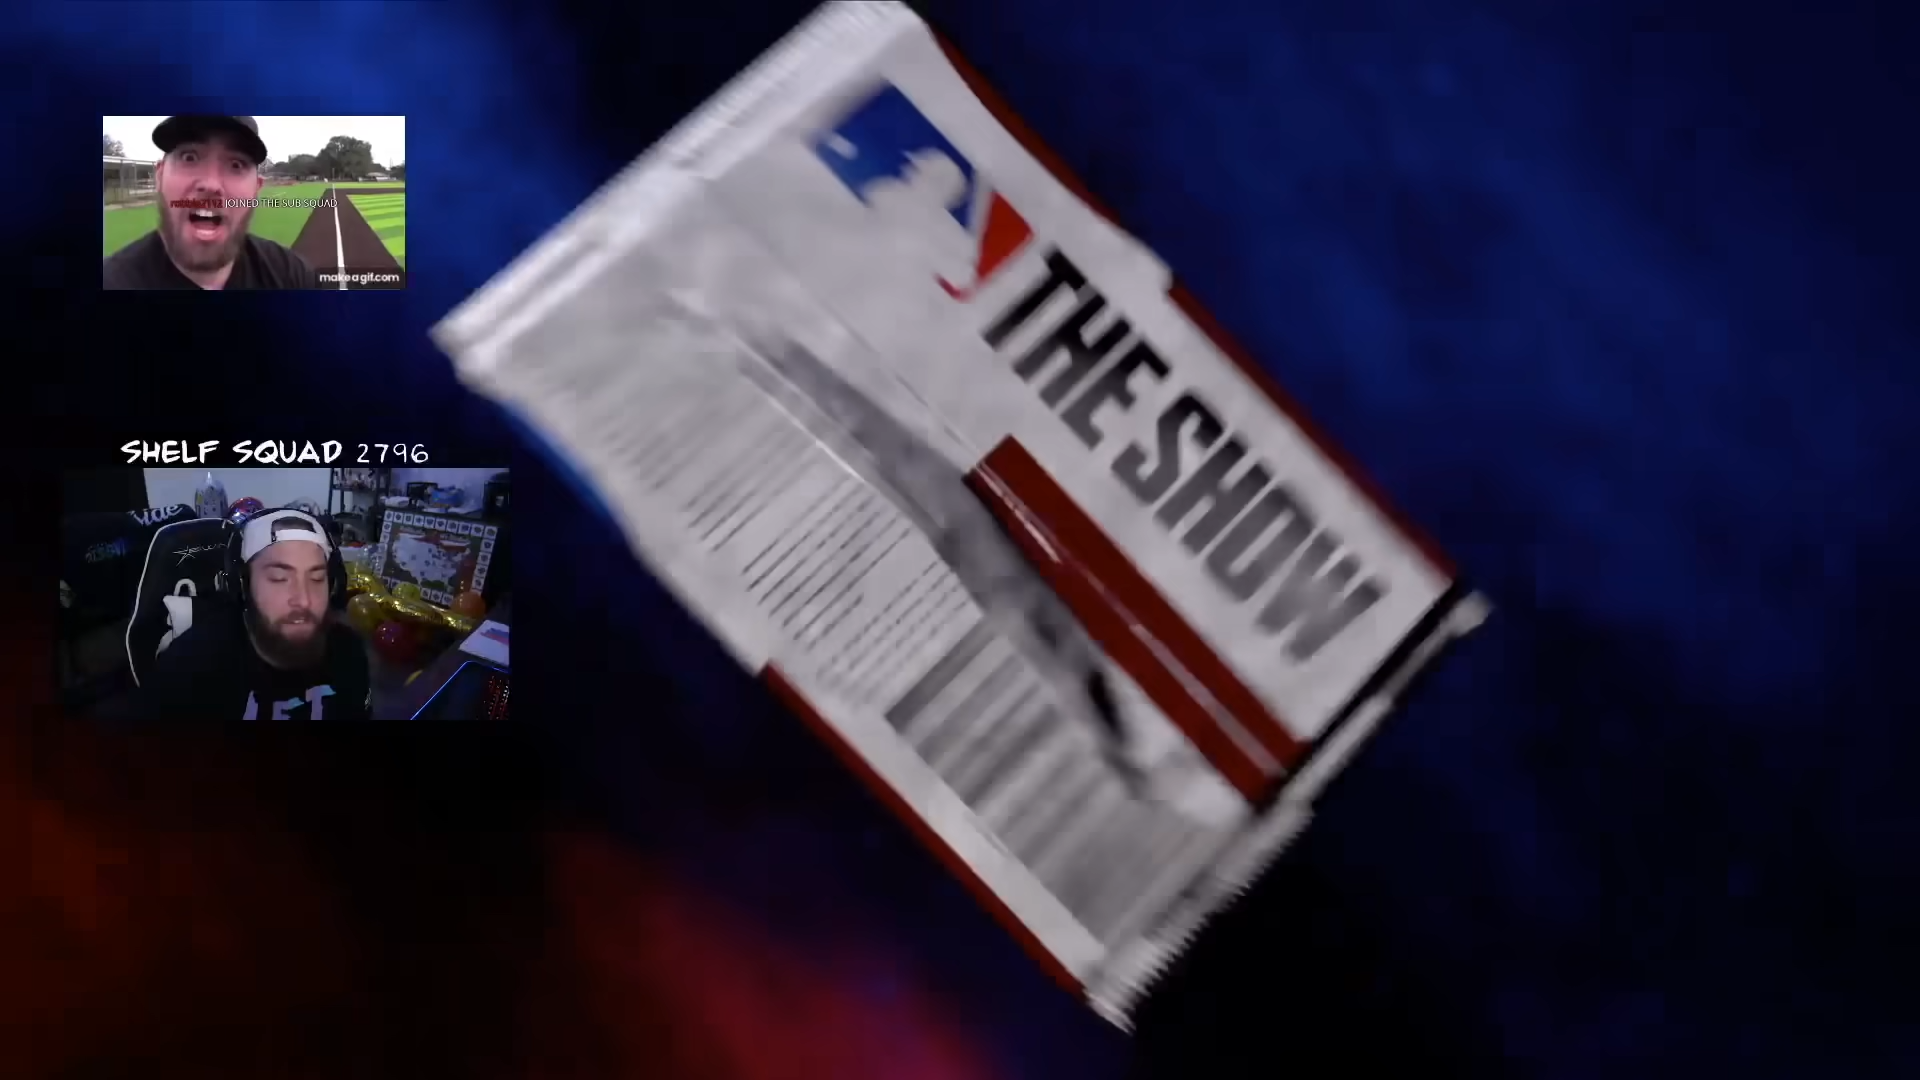 JOINED THE SUB SQUAD
makeagif.com
THE SHOW
SHELF SQUAD 2796